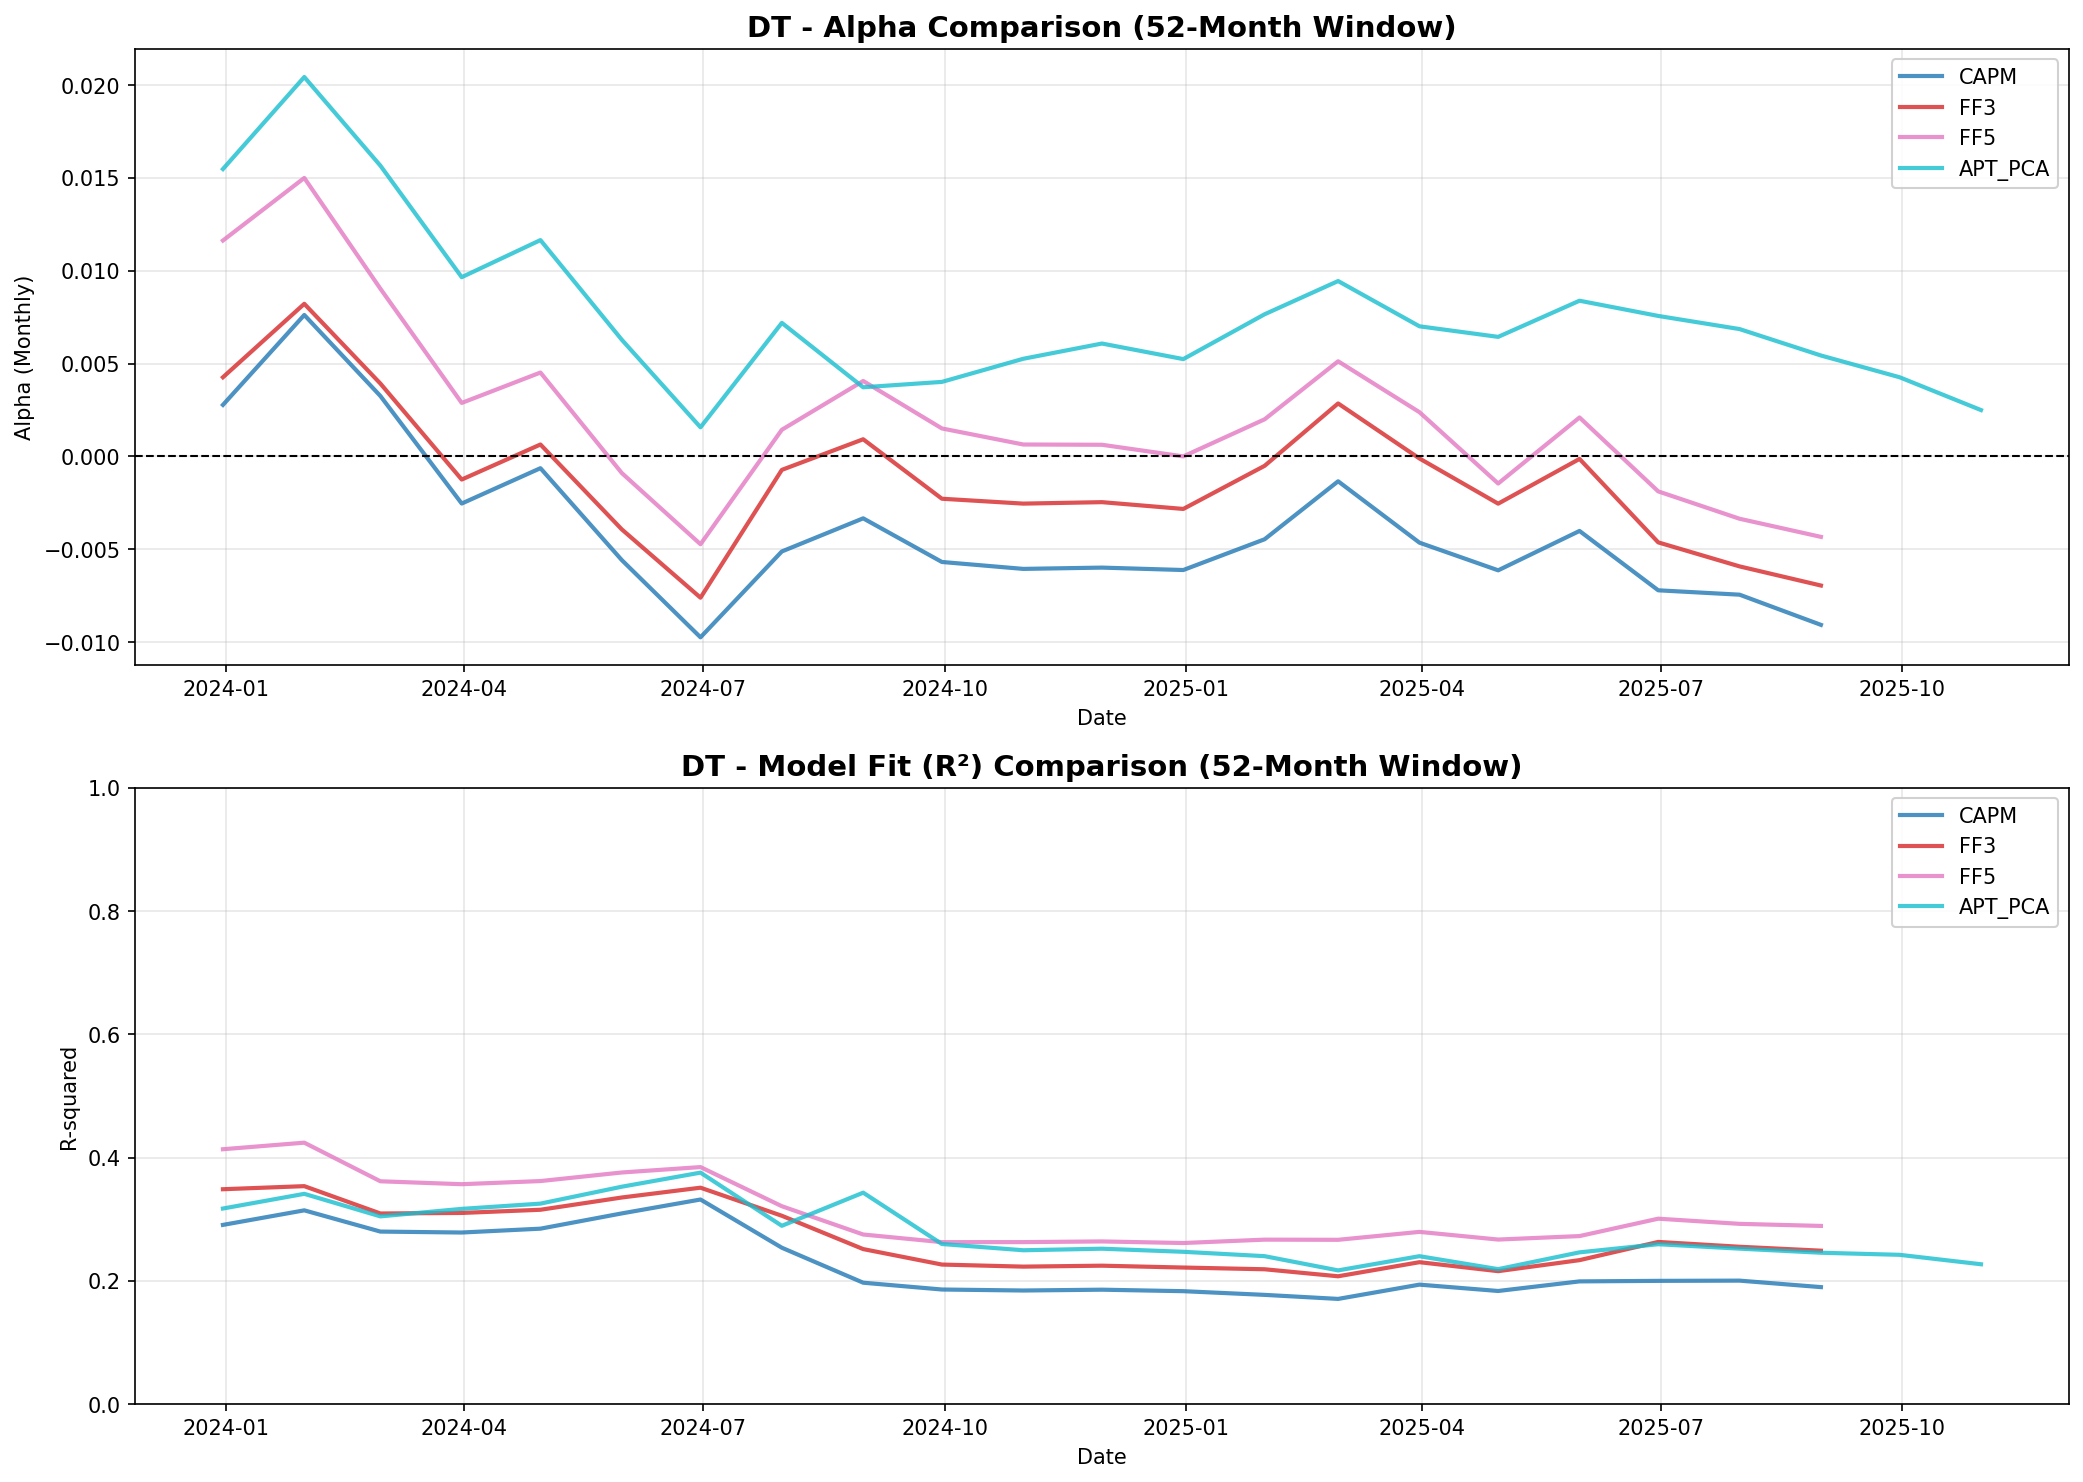 DT - Alpha Comparison (52-Month Window)
0.020
0.015
0.010
0.005
0.000
−0.005
−0.010
Alpha (Monthly)
CAPM
FF3
FF5
APT_PCA
2024-01 2024-04 2024-07 2024-10 2025-01 2025-04 2025-07 2025-10
Date
DT - Model Fit (R²) Comparison (52-Month Window)
1.0
0.8
0.6
0.4
0.2
0.0
R-squared
CAPM
FF3
FF5
APT_PCA
2024-01 2024-04 2024-07 2024-10 2025-01 2025-04 2025-07 2025-10
Date